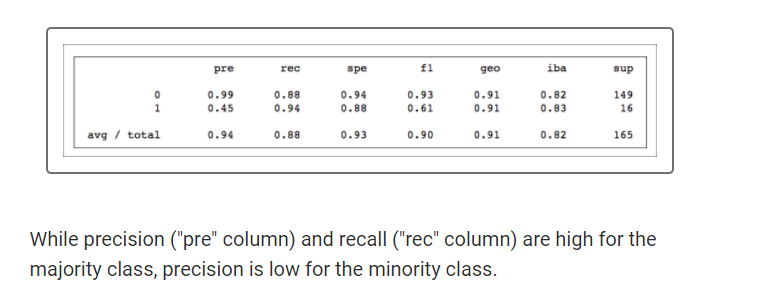 pre rec spe f1 geo iba sup
0 0.99 0.88 0.94 0.93 0.91 0.82 149
1 0.45 0.94 0.88 0.61 0.91 0.83 16
avg / total 0.94 0.88 0.93 0.90 0.91 0.82 165
While precision ("pre" column) and recall ("rec" column) are high for the
majority class, precision is low for the minority class.